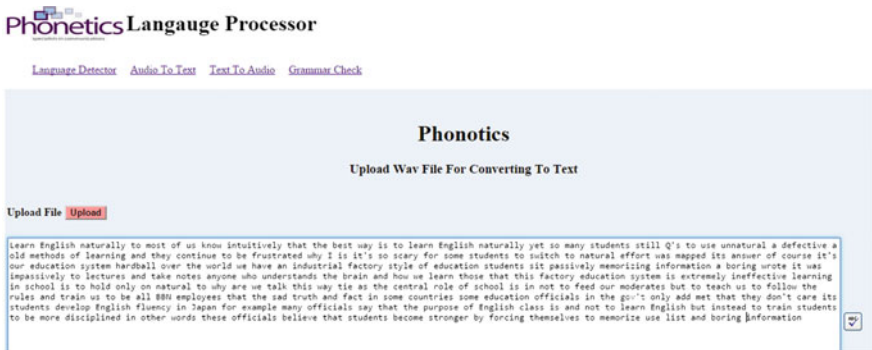 Phonetics Langauge Processor
Language Detector Audio To Text Text To Audio Grammar Check
Phonotics
Upload Wav File For Converting To Text
Upload File Upload
Learn English naturally to most of us know intuitively that the best way is to learn English naturally yet so many students still Q's to use unnatural a defective a
old methods of learning and they continue to be frustrated why I is it's so scary for some students to switch to natural effort was mapped its answer of course it's
our education system hardball over the world we have an industrial factory style of education students sit passively memorizing information a boring wrote it was
impassively to lectures and take notes anyone who understands the brain and how we learn those that this factory education system is extremely ineffective learning
in school is to hold only on natural to why are we talk this way tie as the central role of school is in not to feed our moderates but to teach us to follow the
rules and train us to be all BBN employees that the sad truth and fact in some countries some education officials in the gov't only add met that they don't care its
students develop English fluency in Japan for example many officials say that the purpose of English class is and not to learn English but instead to train students
to be more disciplined in other words these officials believe that students become stronger by forcing themselves to memorize use list and boring information